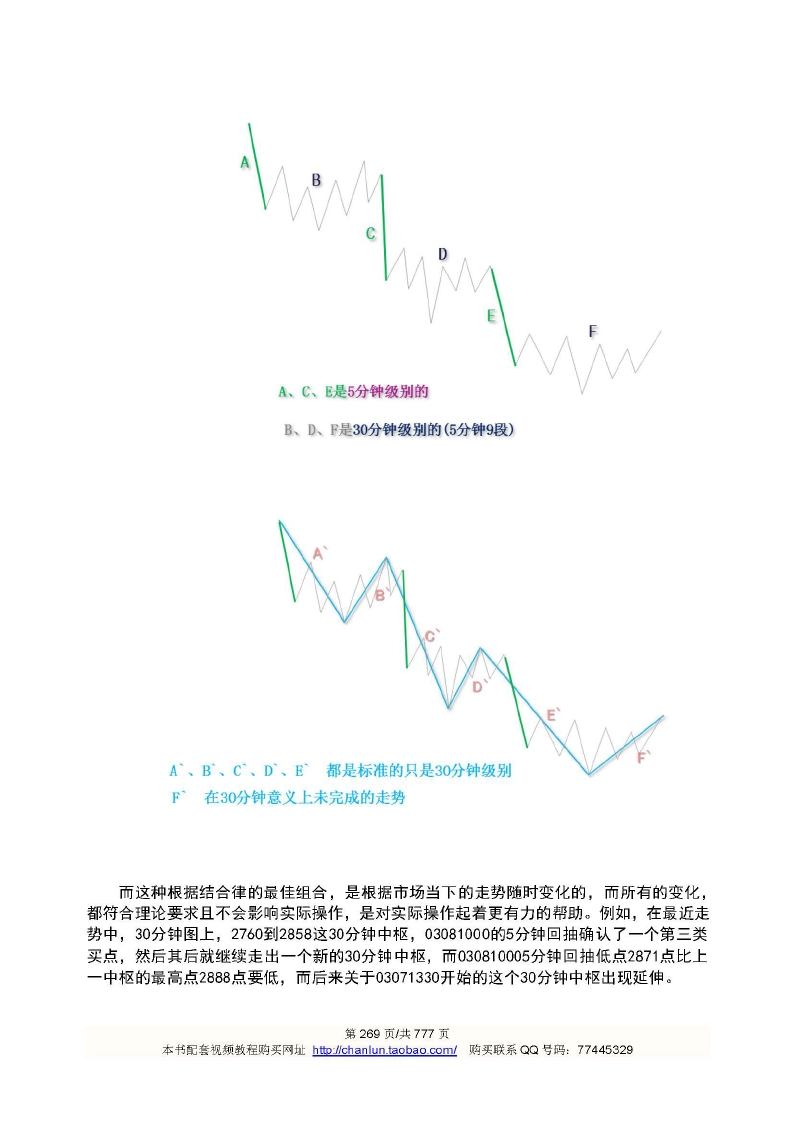 A
B
C
D
E
F
A、C、E是5分钟级别的
B、D、F是30分钟级别的(5分钟9段)
A`
B`
C`
D`
E`
F`
A`、B`、C`、D`、E` 都是标准的只是30分钟级别
F` 在30分钟意义上未完成的走势
而这种根据结合律的最佳组合，是根据市场当下的走势随时变化的，而所有的变化，
都符合理论要求且不会影响实际操作，是对实际操作起着更有力的帮助。例如，在最近走
势中，30分钟图上，2760到2858这30分钟中枢，03081000的5分钟回抽确认了一个第三类
买点，然后其后就继续走出一个新的30分钟中枢，而030810005分钟回抽低点2871点比上
一中枢的最高点2888点要低，而后来关于03071330开始的这个30分钟中枢出现延伸。
第 269 页/共 777 页
本书配套视频教程购买网址 http://chanlun.taobao.com/ 购买联系 QQ 号码：77445329